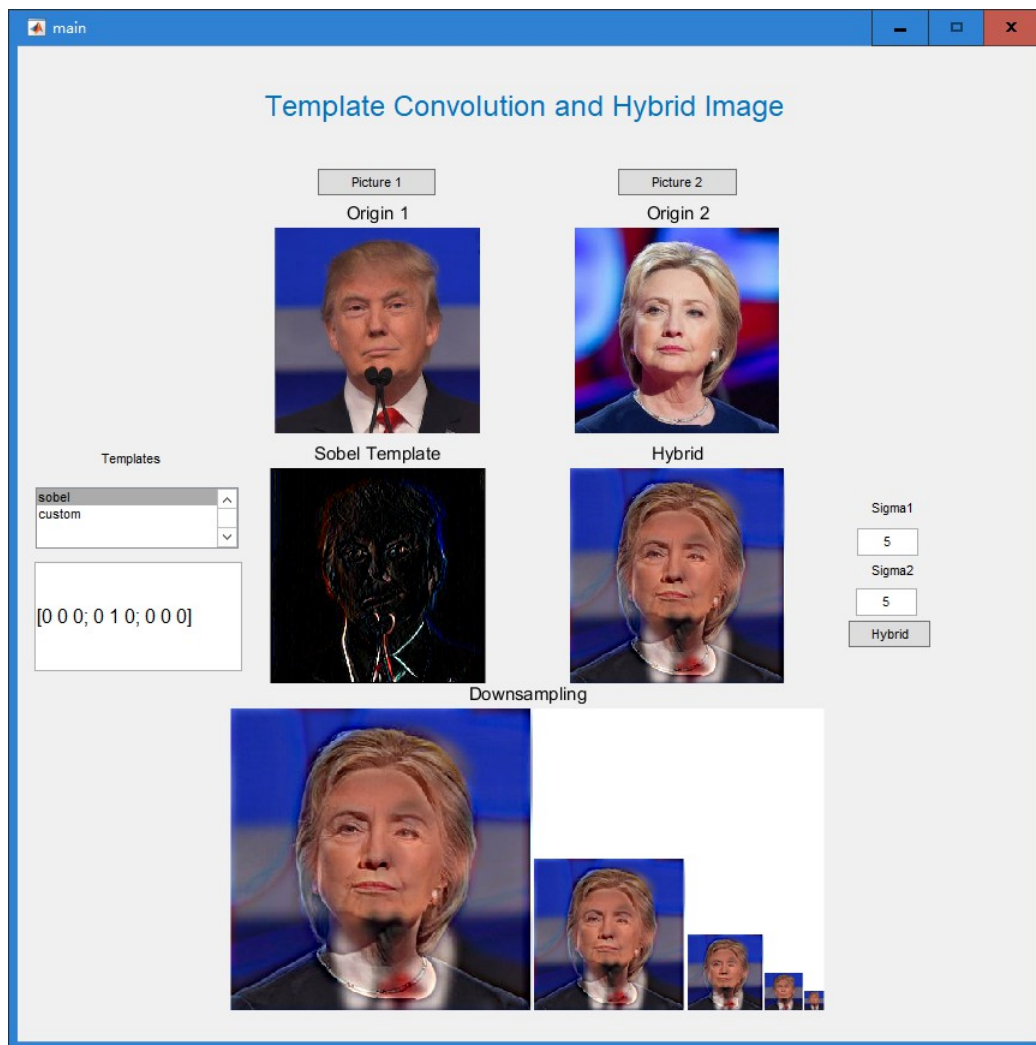 main
Template Convolution and Hybrid Image
Picture 1
Picture 2
Origin 1
Origin 2
Sobel Template
Hybrid
Templates
sobel
custom
[0 0 0; 0 1 0; 0 0 0]
Sigma1
5
Sigma2
5
Hybrid
Downsampling